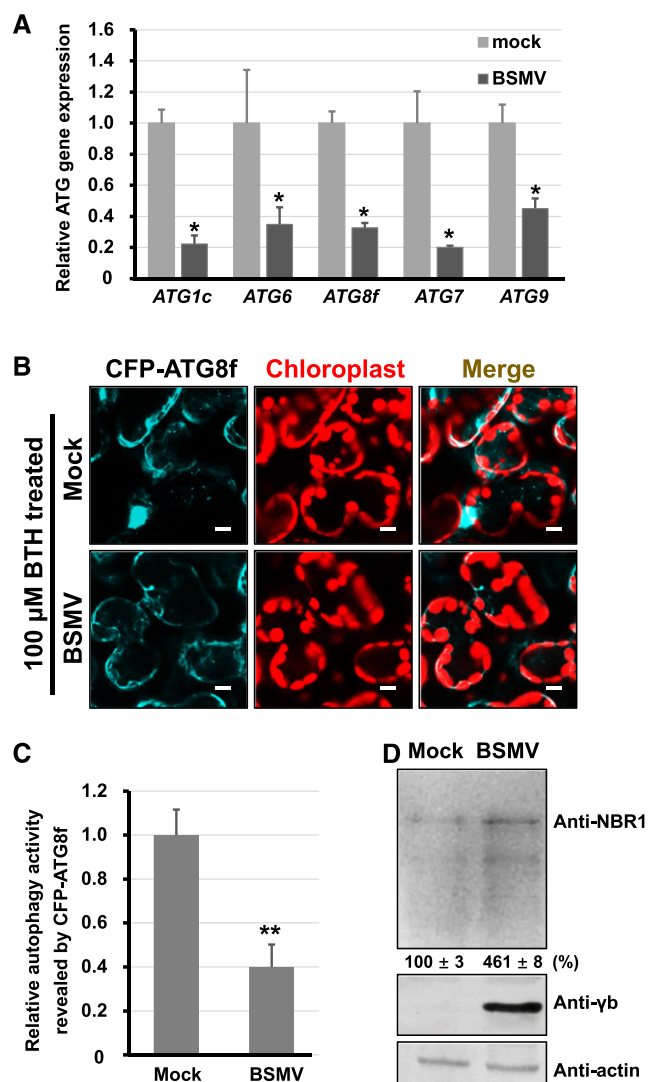 A
Relative ATG gene expression
1.6
1.4
1.2
1.0
0.8
0.6
0.4
0.2
0
mock
BSMV
* * * * *
ATG1c ATG6 ATG8f ATG7 ATG9
B
CFP-ATG8f Chloroplast Merge
100 µM BTH treated
Mock
BSMV
C
Relative autophagy activity
revealed by CFP-ATG8f
1.2
1.0
0.8
0.6
0.4
0.2
0
**
Mock BSMV
D
Mock BSMV
Anti-NBR1
100 ± 3 461 ± 8 (%)
Anti-γb
Anti-actin